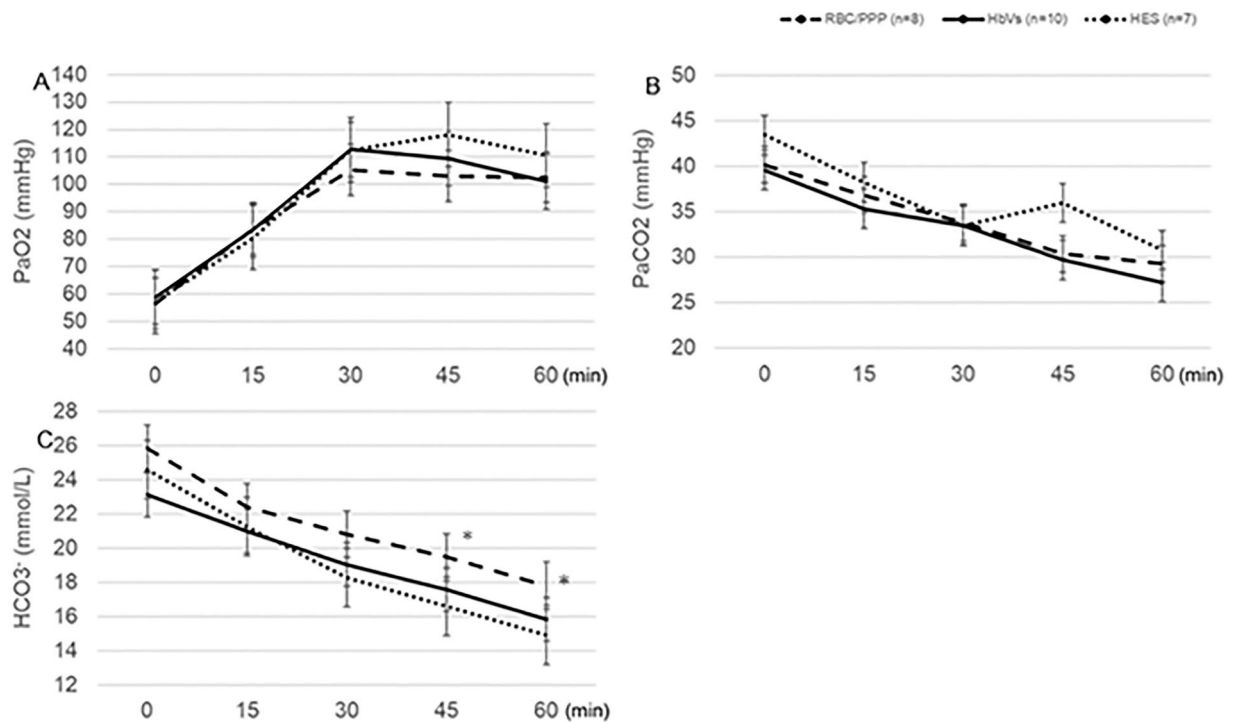 RBC/PPP (n=8) HbVs (n=10) HES (n=7)
A
PaO2 (mmHg)
140
130
120
110
100
90
80
70
60
50
40
0 15 30 45 60 (min)
B
PaCO2 (mmHg)
50
45
40
35
30
25
20
0 15 30 45 60 (min)
C
HCO3- (mmol/L)
28
26
24
22
20
18
16
14
12
*
*
0 15 30 45 60 (min)